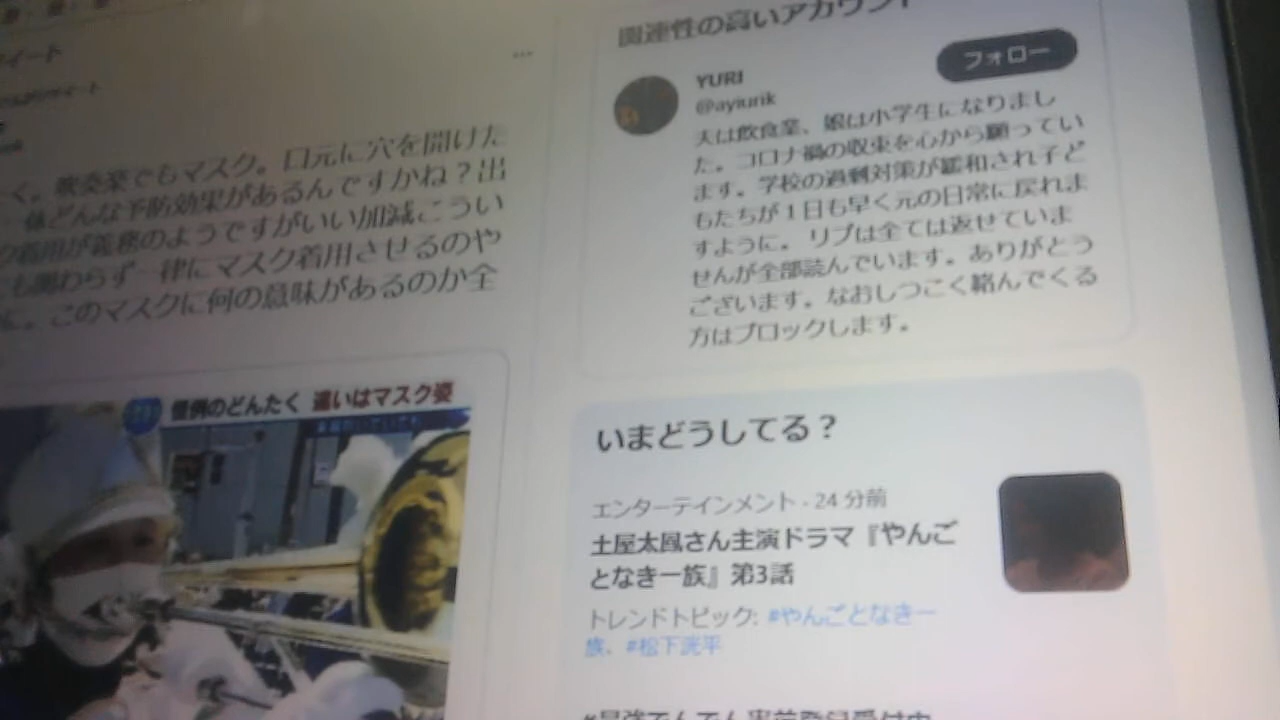 イート
く。吹奏楽でもマスク。口元に穴を開けた
一体どんな予防効果があるんですかね？出
ク着用が義務のようですがいい加減こうい
も関わらず一律にマスク着用させるのや
に。このマスクに何の意味があるのか全
恒例のどんたく 違いはマスク姿
関連性の高いアカウント
フォロー
YURI
@ayiurik
夫は飲食業、娘は小学生になりまし
た。コロナ禍の収束を心から願ってい
ます。学校の過剰対策が緩和され子ど
もたちが１日も早く元の日常に戻れま
すように。 リプは全ては返せていま
せんが全部読んでいます。ありがとう
ございます。なおしつこく絡んでくる
方はブロックします。
いまどうしてる？
エンターテインメント · 24 分前
土屋太鳳さん主演ドラマ『やんご
となき一族』第3話
トレンドトピック: #やんごとなき一
族、#松下洸平